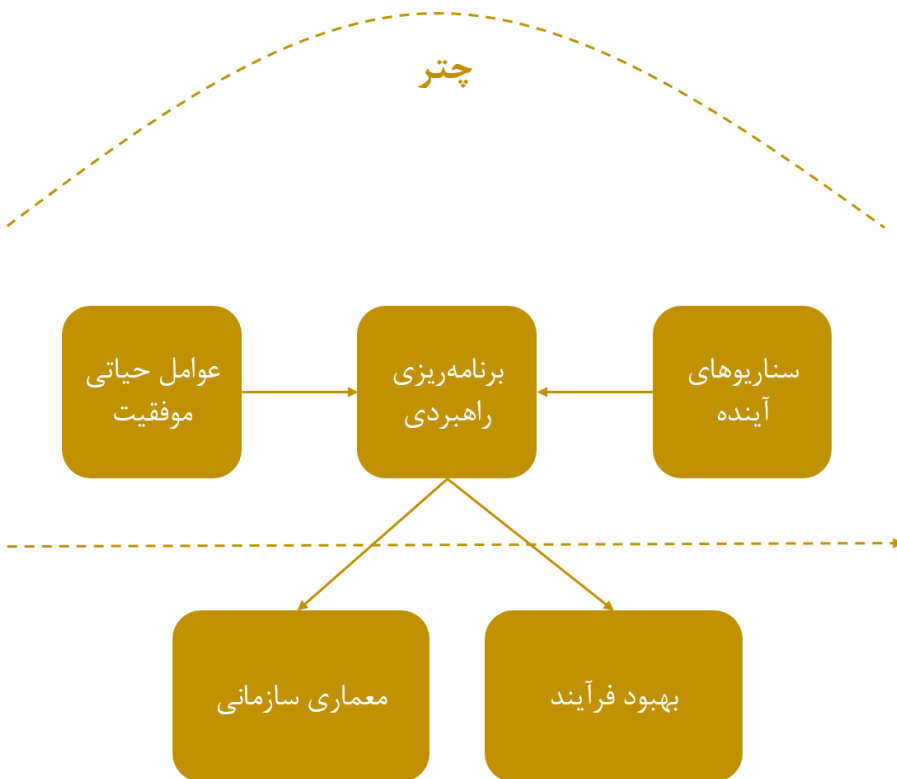 چتر
سناریوهای
آینده
برنامه‌ریزی
راهبردی
عوامل حیاتی
موفقیت
بهبود فرآیند
معماری سازمانی